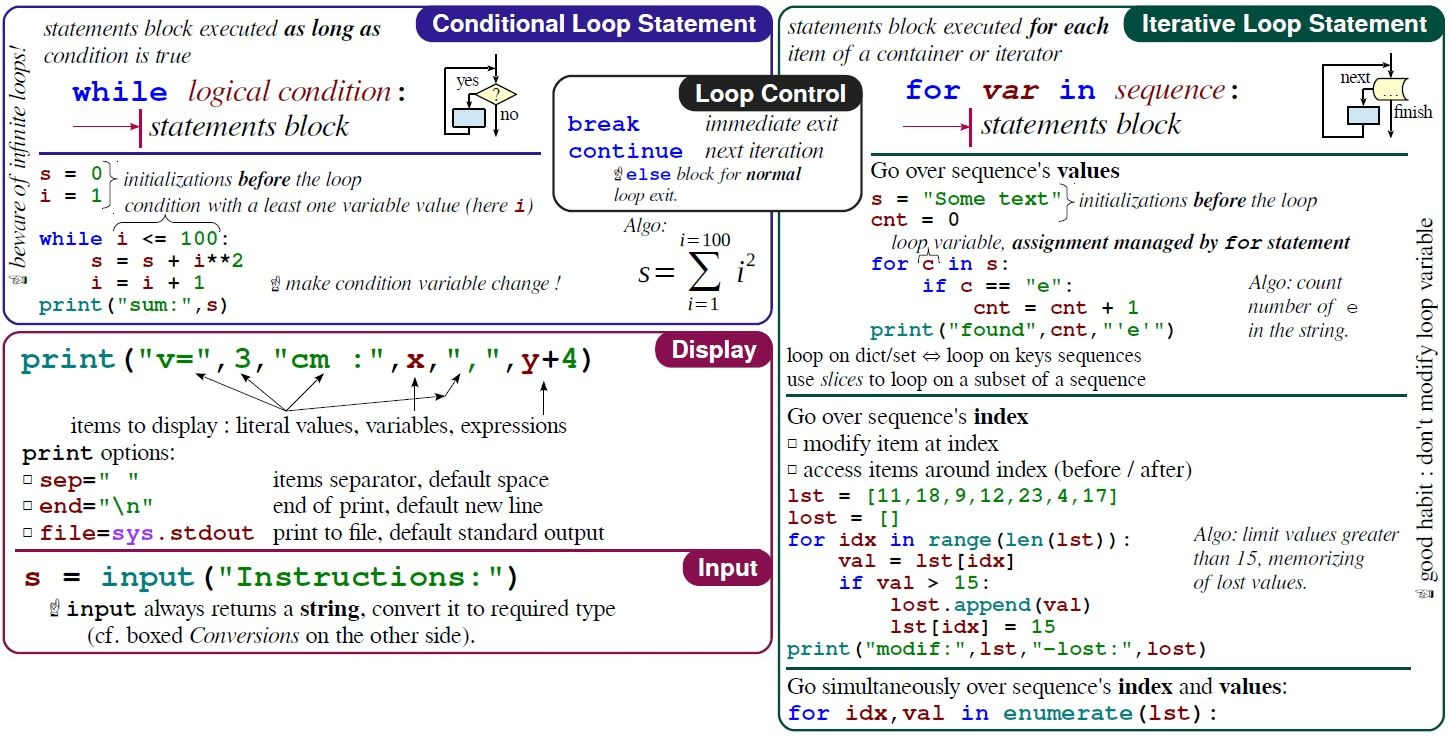 Conditional Loop Statement
statements block executed as long as
condition is true
☜ beware of infinite loops!
while logical condition:
statements block
yes
?
no
s = 0
i = 1
initializations before the loop
condition with a least one variable value (here i)
while i <= 100:
    s = s + i**2
    i = i + 1
☝ make condition variable change !
print("sum:",s)
Algo:
i=100
s=∑ i²
i=1
Loop Control
break immediate exit
continue next iteration
☝else block for normal
loop exit.
Display
print("v=",3,"cm :",x,",",y+4)
items to display : literal values, variables, expressions
print options:
□ sep=" " items separator, default space
□ end="\n" end of print, default new line
□ file=sys.stdout print to file, default standard output
Input
s = input("Instructions:")
☝ input always returns a string, convert it to required type
(cf. boxed Conversions on the other side).
Iterative Loop Statement
statements block executed for each
item of a container or iterator
for var in sequence:
statements block
next
...
finish
Go over sequence's values
s = "Some text"
cnt = 0
initializations before the loop
loop variable, assignment managed by for statement
for c in s:
    if c == "e":
        cnt = cnt + 1
print("found",cnt,"'e'")
Algo: count
number of e
in the string.
loop on dict/set ⇔ loop on keys sequences
use slices to loop on a subset of a sequence
Go over sequence's index
□ modify item at index
□ access items around index (before / after)
lst = [11,18,9,12,23,4,17]
lost = []
for idx in range(len(lst)):
    val = lst[idx]
    if val > 15:
        lost.append(val)
        lst[idx] = 15
print("modif:",lst,"-lost:",lost)
Algo: limit values greater
than 15, memorizing
of lost values.
Go simultaneously over sequence's index and values:
for idx,val in enumerate(lst):
☜ good habit : don't modify loop variable